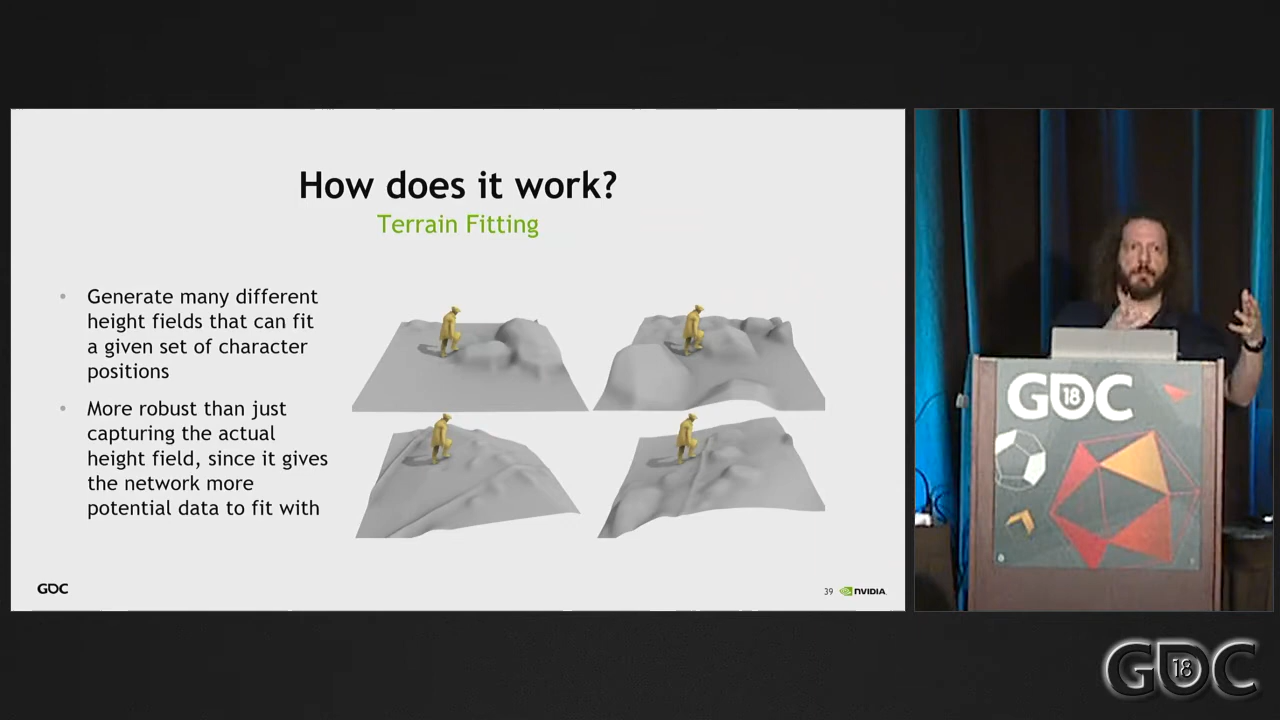 How does it work?
Terrain Fitting
• Generate many different
height fields that can fit
a given set of character
positions
• More robust than just
capturing the actual
height field, since it gives
the network more
potential data to fit with
GDC
39 NVIDIA
GDC
18
GDC
18